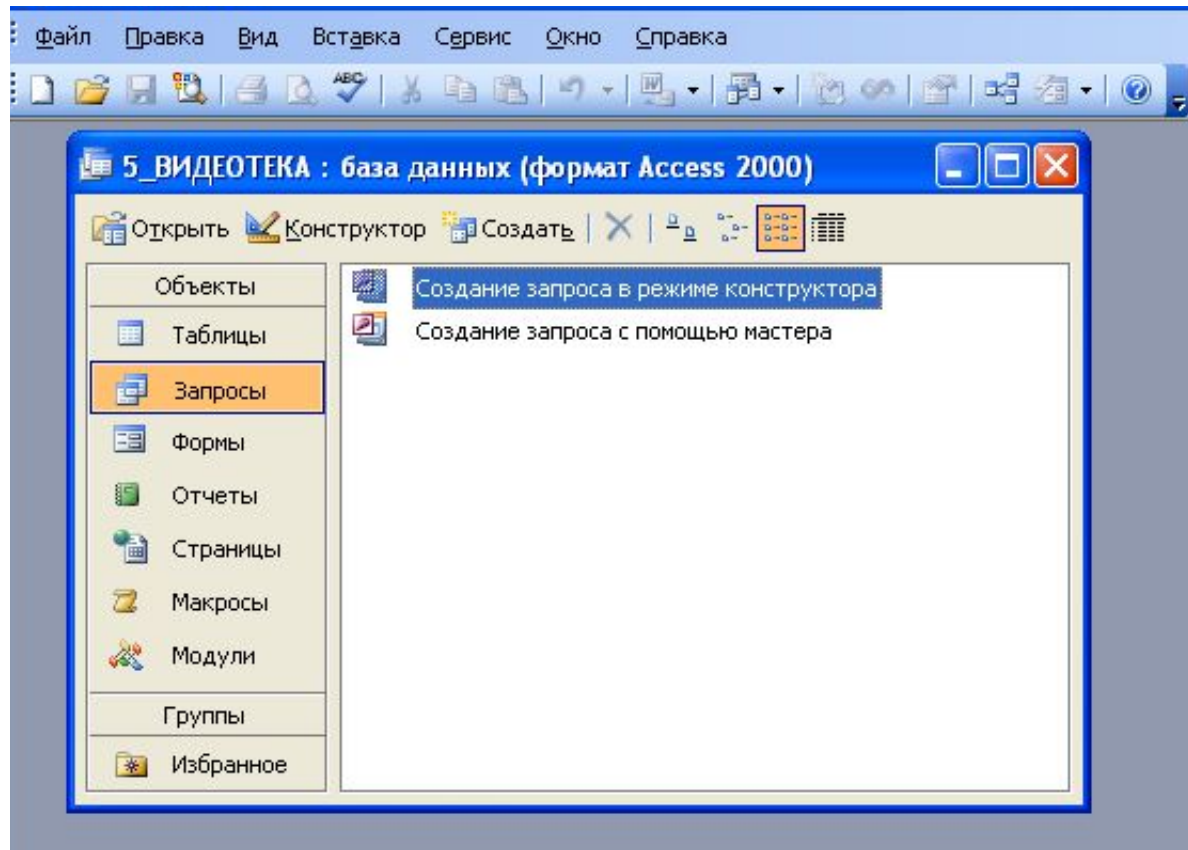 Файл Правка Вид Вставка Сервис Окно Справка
ABC
W
5_ВИДЕОТЕКА : база данных (формат Access 2000)
Открыть Конструктор Создать
Объекты
Таблицы
Запросы
Формы
Отчеты
Страницы
Макросы
Модули
Группы
Избранное
Создание запроса в режиме конструктора
Создание запроса с помощью мастера